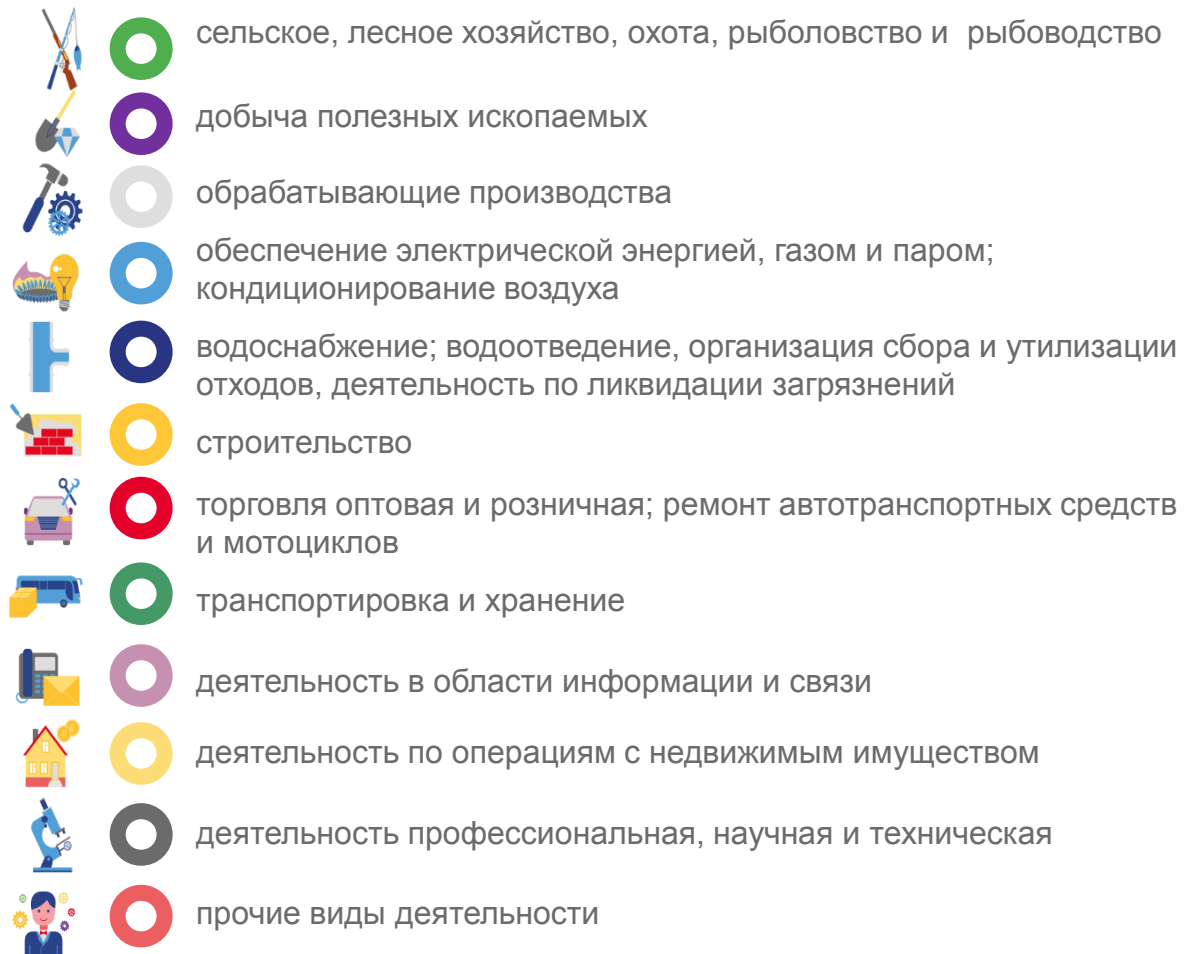 сельское, лесное хозяйство, охота, рыболовство и рыбоводство
добыча полезных ископаемых
обрабатывающие производства
обеспечение электрической энергией, газом и паром;
кондиционирование воздуха
водоснабжение; водоотведение, организация сбора и утилизации
отходов, деятельность по ликвидации загрязнений
строительство
торговля оптовая и розничная; ремонт автотранспортных средств
и мотоциклов
транспортировка и хранение
деятельность в области информации и связи
деятельность по операциям с недвижимым имуществом
деятельность профессиональная, научная и техническая
прочие виды деятельности